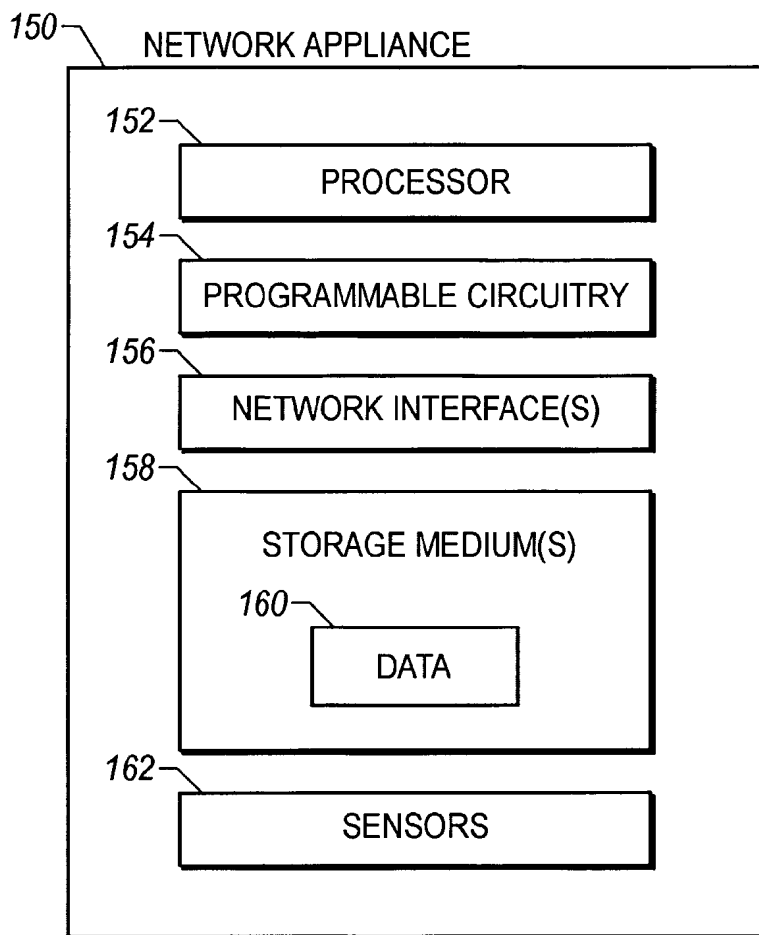 150
NETWORK APPLIANCE
152
PROCESSOR
154
PROGRAMMABLE CIRCUITRY
156
NETWORK INTERFACE(S)
158
STORAGE MEDIUM(S)
160
DATA
162
SENSORS